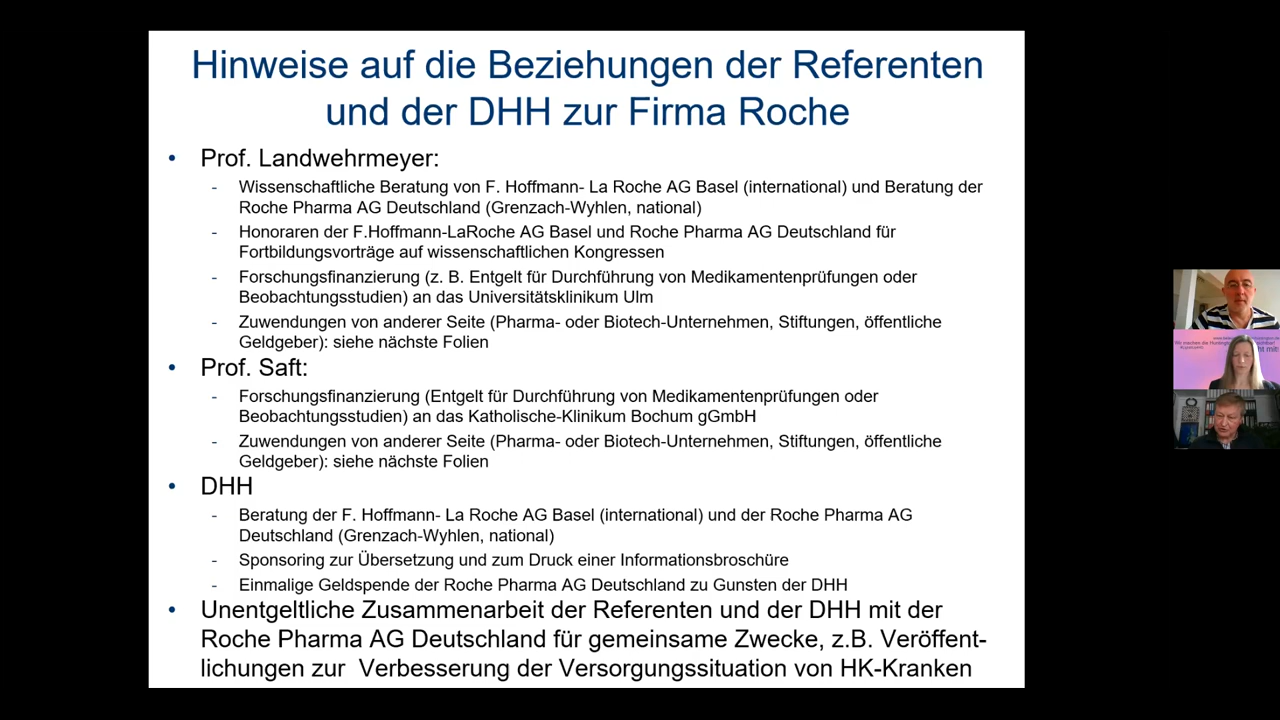 Hinweise auf die Beziehungen der Referenten
und der DHH zur Firma Roche
• Prof. Landwehrmeyer:
- Wissenschaftliche Beratung von F. Hoffmann- La Roche AG Basel (international) und Beratung der
Roche Pharma AG Deutschland (Grenzach-Wyhlen, national)
- Honoraren der F.Hoffmann-LaRoche AG Basel und Roche Pharma AG Deutschland für
Fortbildungsvorträge auf wissenschaftlichen Kongressen
- Forschungsfinanzierung (z. B. Entgelt für Durchführung von Medikamentenprüfungen oder
Beobachtungsstudien) an das Universitätsklinikum Ulm
- Zuwendungen von anderer Seite (Pharma- oder Biotech-Unternehmen, Stiftungen, öffentliche
Geldgeber): siehe nächste Folien
• Prof. Saft:
- Forschungsfinanzierung (Entgelt für Durchführung von Medikamentenprüfungen oder
Beobachtungsstudien) an das Katholische-Klinikum Bochum gGmbH
- Zuwendungen von anderer Seite (Pharma- oder Biotech-Unternehmen, Stiftungen, öffentliche
Geldgeber): siehe nächste Folien
• DHH
- Beratung der F. Hoffmann- La Roche AG Basel (international) und der Roche Pharma AG
Deutschland (Grenzach-Wyhlen, national)
- Sponsoring zur Übersetzung und zum Druck einer Informationsbroschüre
- Einmalige Geldspende der Roche Pharma AG Deutschland zu Gunsten der DHH
• Unentgeltliche Zusammenarbeit der Referenten und der DHH mit der
Roche Pharma AG Deutschland für gemeinsame Zwecke, z.B. Veröffent-
lichungen zur Verbesserung der Versorgungssituation von HK-Kranken